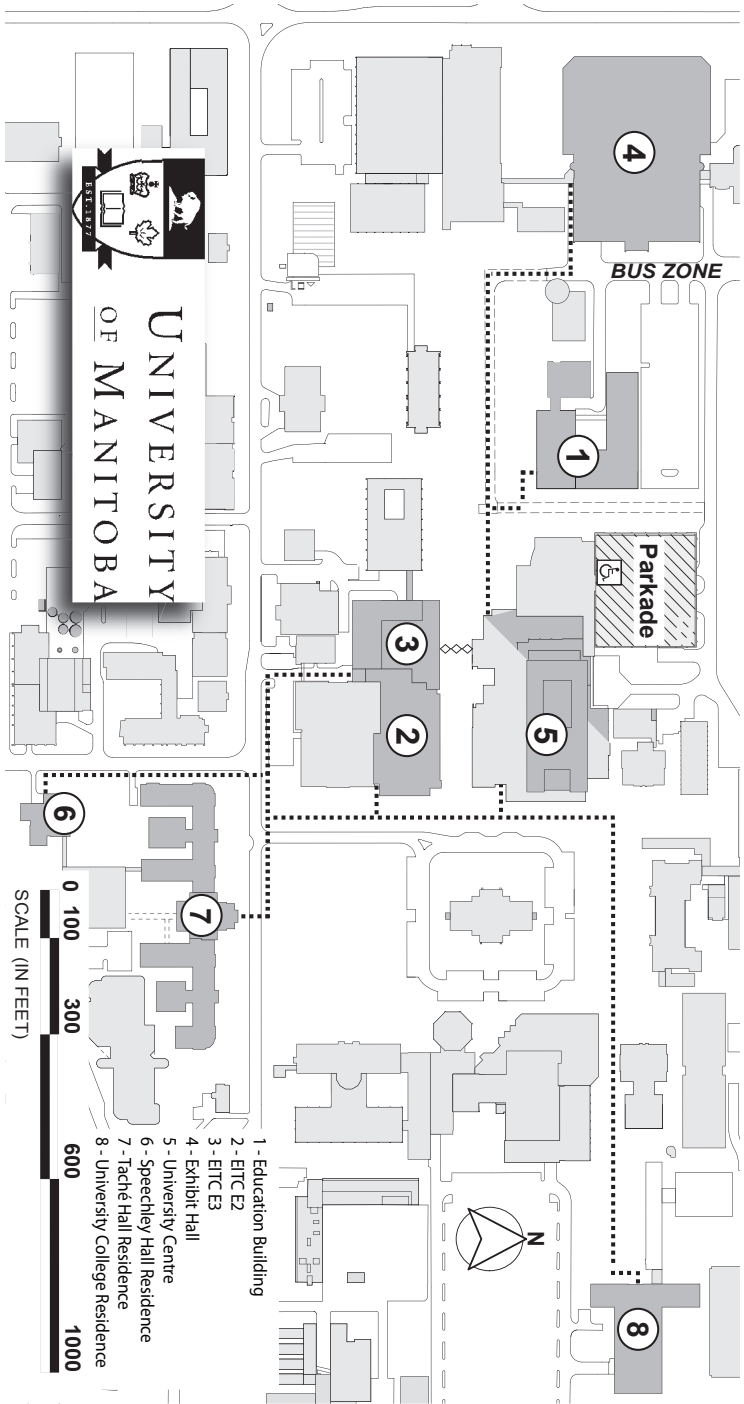 4
BUS ZONE
1
Parkade
3
2
5
6
7
8
N
EST. 1877
UNIVERSITY
OF MANITOBA
1 - Education Building
2 - EITC E2
3 - EITC E3
4 - Exhibit Hall
5 - University Centre
6 - Speechley Hall Residence
7 - Taché Hall Residence
8 - University College Residence
0 100 300 600 1000
SCALE (IN FEET)